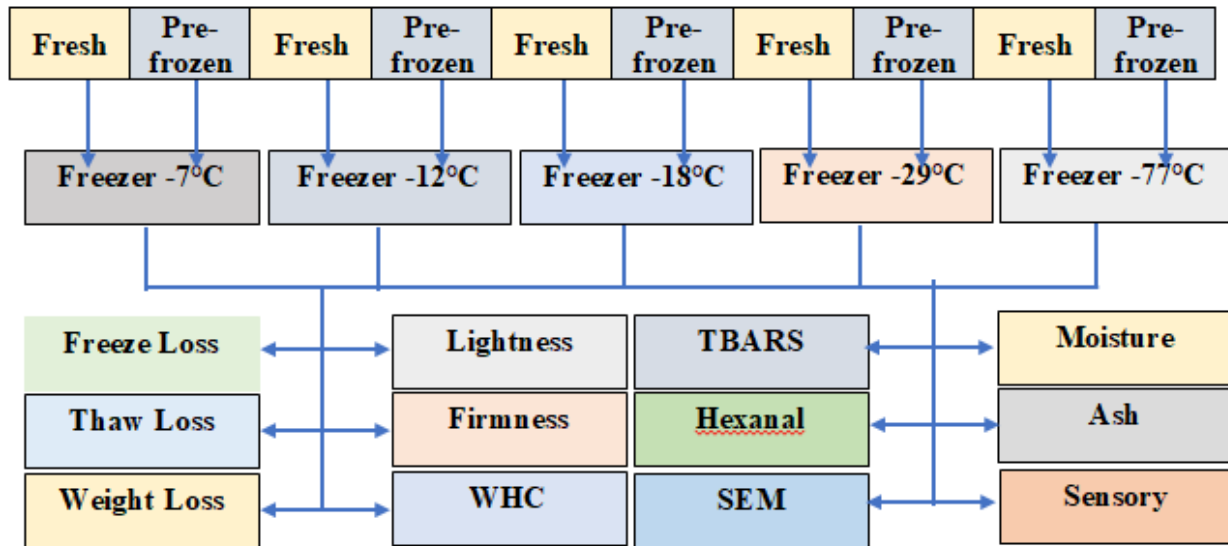 Fresh Pre- Fresh Pre- Fresh Pre- Fresh Pre- Fresh Pre-
frozen frozen frozen frozen frozen
Freezer -7°C Freezer -12°C Freezer -18°C Freezer -29°C Freezer -77°C
Freeze Loss Lightness TBARS Moisture
Thaw Loss Firmness Hexanal Ash
Weight Loss WHC SEM Sensory